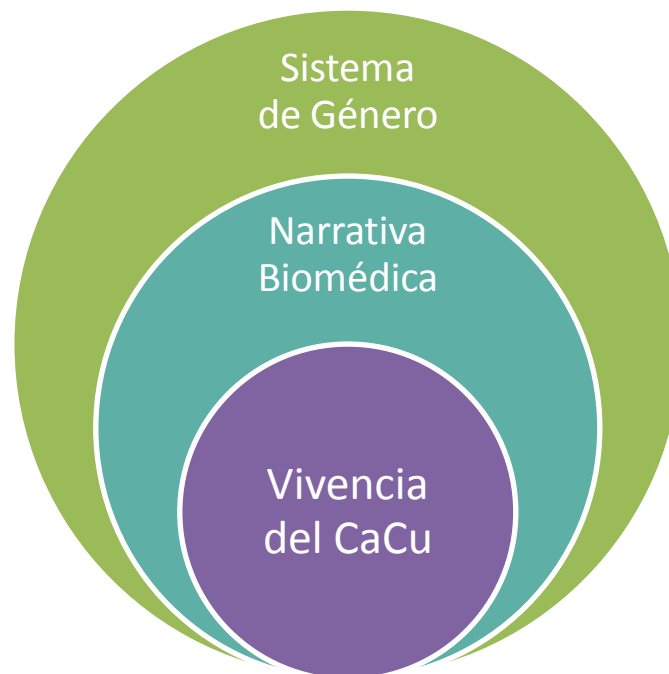 Sistema
de Género
Narrativa
Biomédica
Vivencia
del CaCu